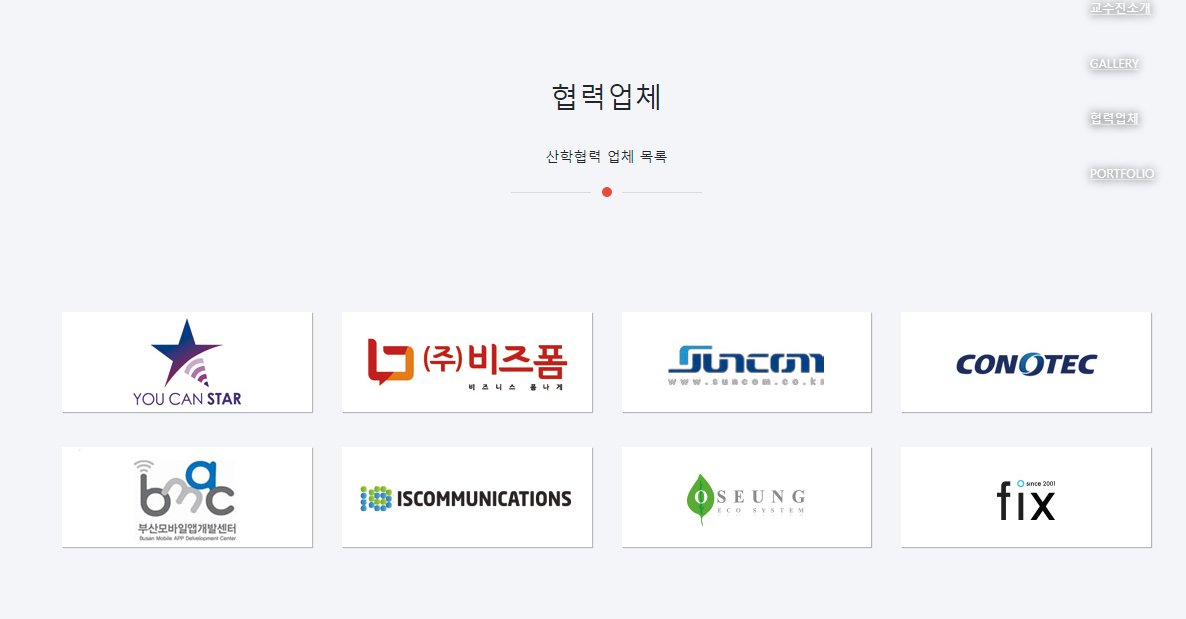 교수진소개
GALLERY
협력업체
PORTFOLIO
협력업체
산학협력 업체 목록
YOU CAN STAR
(주)비즈폼
비즈니스 폼나게
suncom
www.suncom.co.kr
CONOTEC
bmac
부산모바일앱개발센터
Busan Mobile APP Development Center
ISCOMMUNICATIONS
OSEUNG
ECO SYSTEM
since 2001
fix